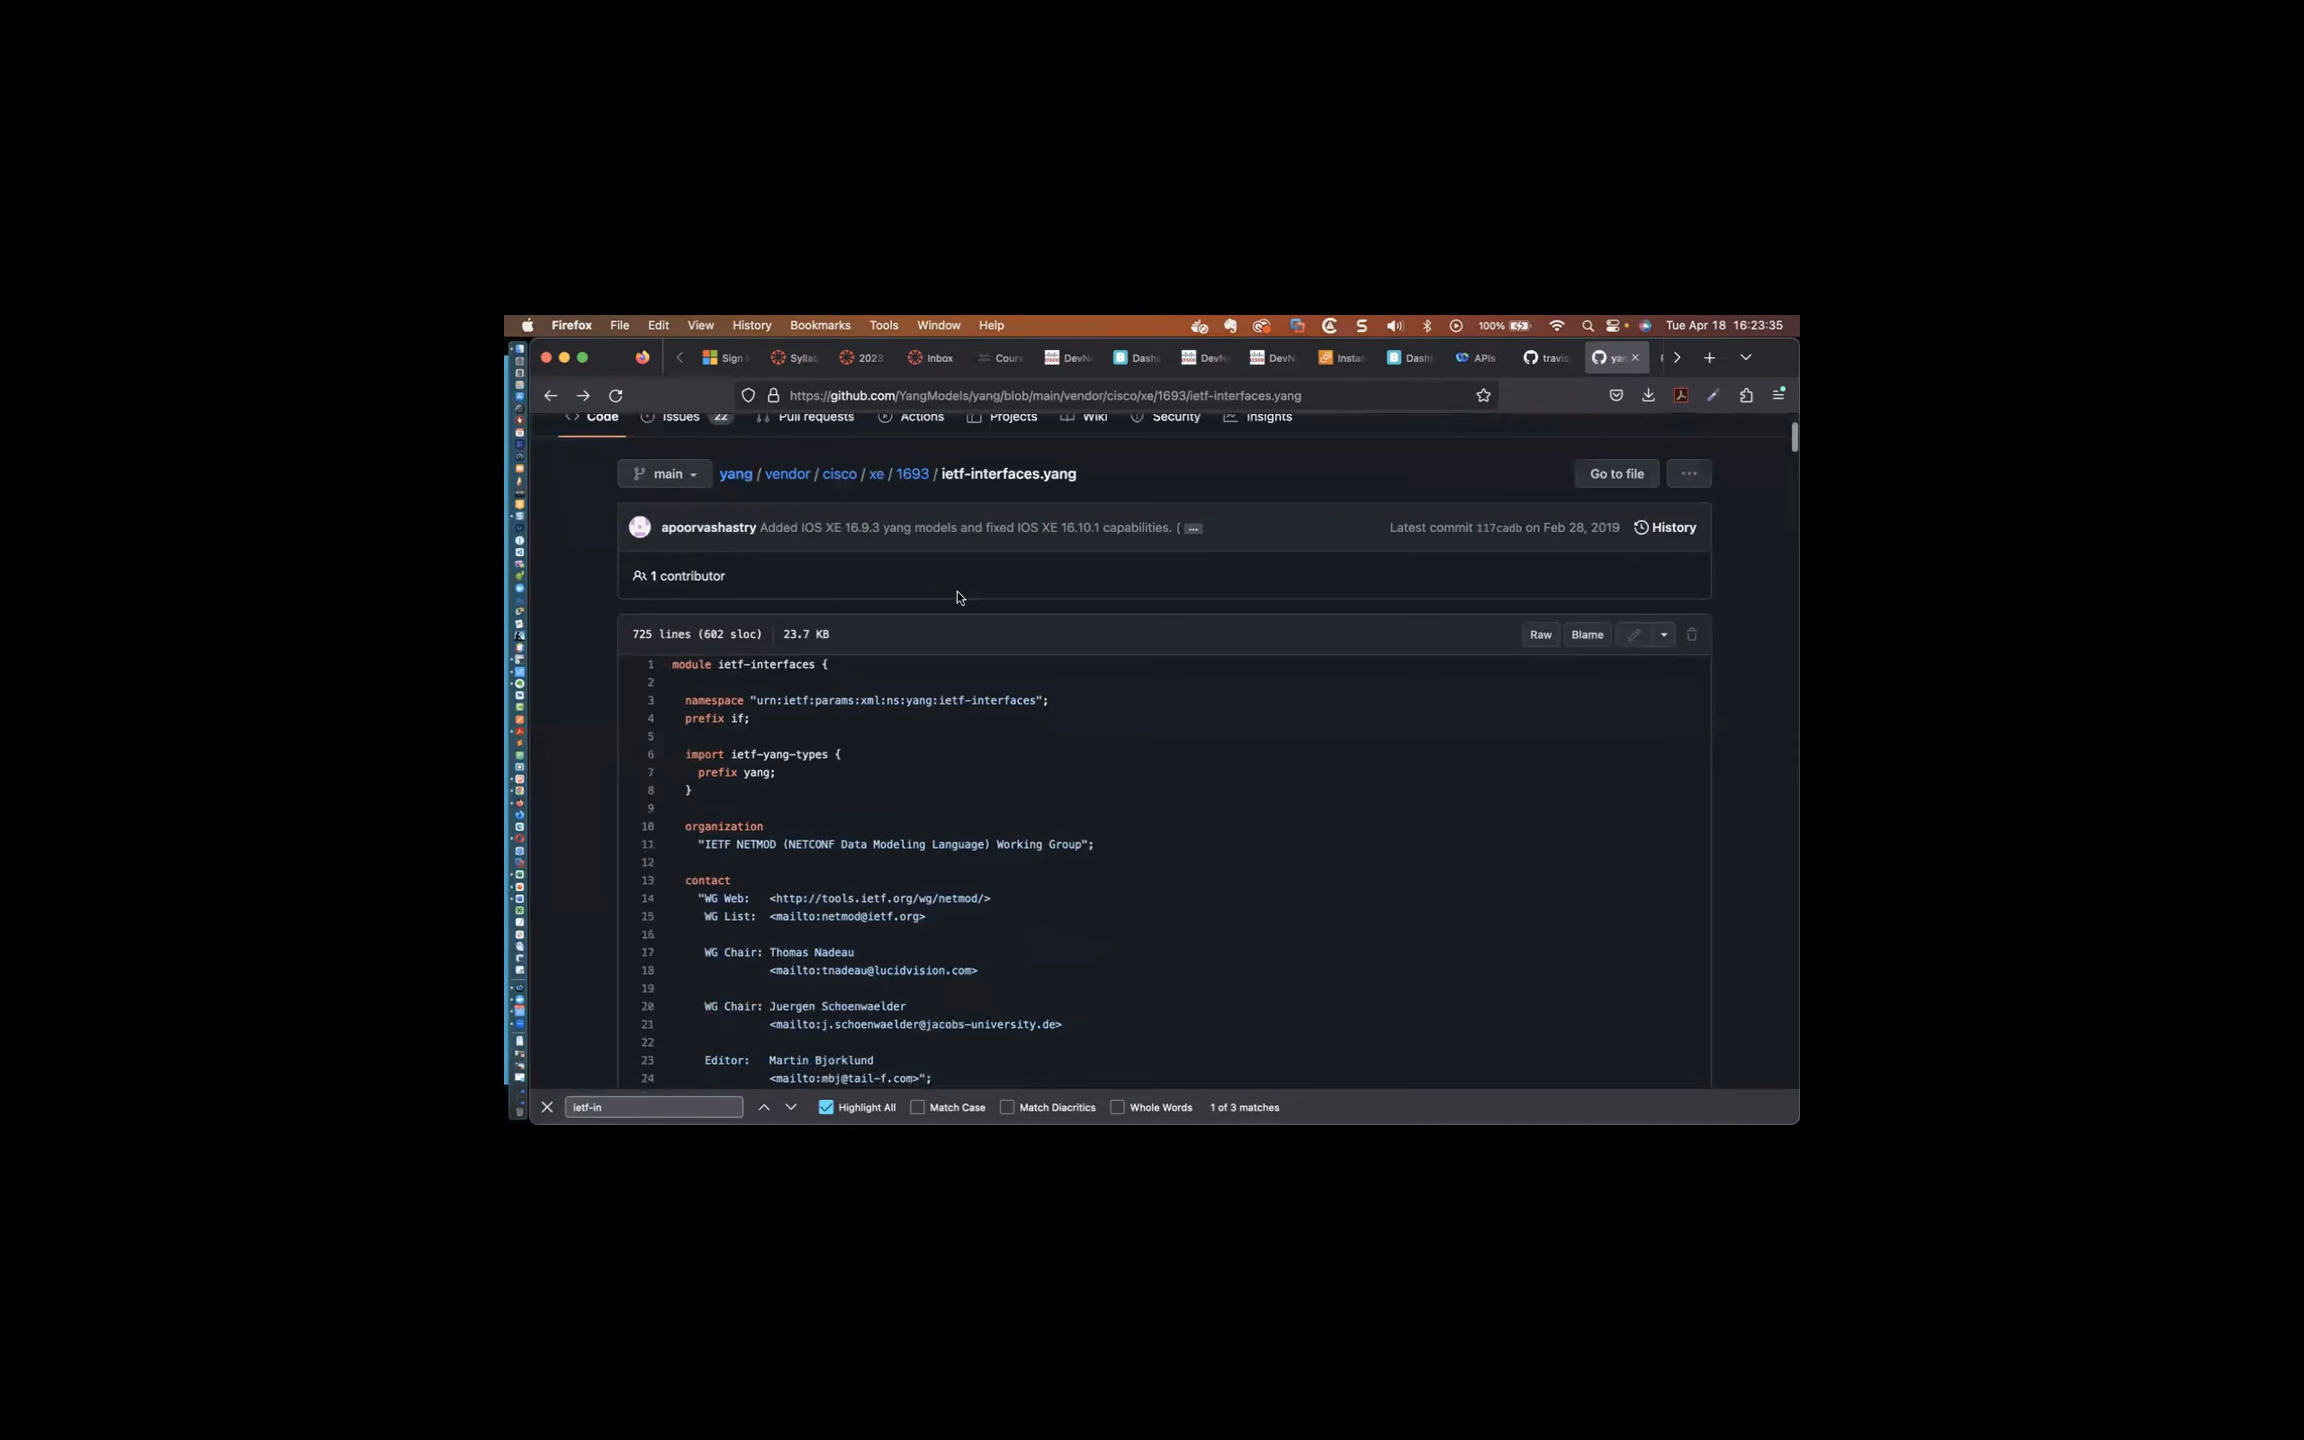 Firefox File Edit View History Bookmarks Tools Window Help 100% Tue Apr 18 16:23:35
Sign Syllab 2023 Inbox Cours DevN Dash DevN DevN Instar Dash APIs travis yan
https://github.com/YangModels/yang/blob/main/vendor/cisco/xe/1693/ietf-interfaces.yang
Code Issues 22 Pull requests Actions Projects Wiki Security Insights
main yang / vendor / cisco / xe / 1693 / ietf-interfaces.yang Go to file ...
apoorvashastry Added IOS XE 16.9.3 yang models and fixed IOS XE 16.10.1 capabilities. ( ... Latest commit 117cadb on Feb 28, 2019 History
1 contributor
725 lines (602 sloc) 23.7 KB Raw Blame
1 module ietf-interfaces {
2
3 namespace "urn:ietf:params:xml:ns:yang:ietf-interfaces";
4 prefix if;
5
6 import ietf-yang-types {
7 prefix yang;
8 }
9
10 organization
11 "IETF NETMOD (NETCONF Data Modeling Language) Working Group";
12
13 contact
14 "WG Web: <http://tools.ietf.org/wg/netmod/>
15 WG List: <mailto:netmod@ietf.org>
16
17 WG Chair: Thomas Nadeau
18 <mailto:tnadeau@lucidvision.com>
19
20 WG Chair: Juergen Schoenwaelder
21 <mailto:j.schoenwaelder@jacobs-university.de>
22
23 Editor: Martin Bjorklund
24 <mailto:mbj@tail-f.com>";
ietf-in Highlight All Match Case Match Diacritics Whole Words 1 of 3 matches